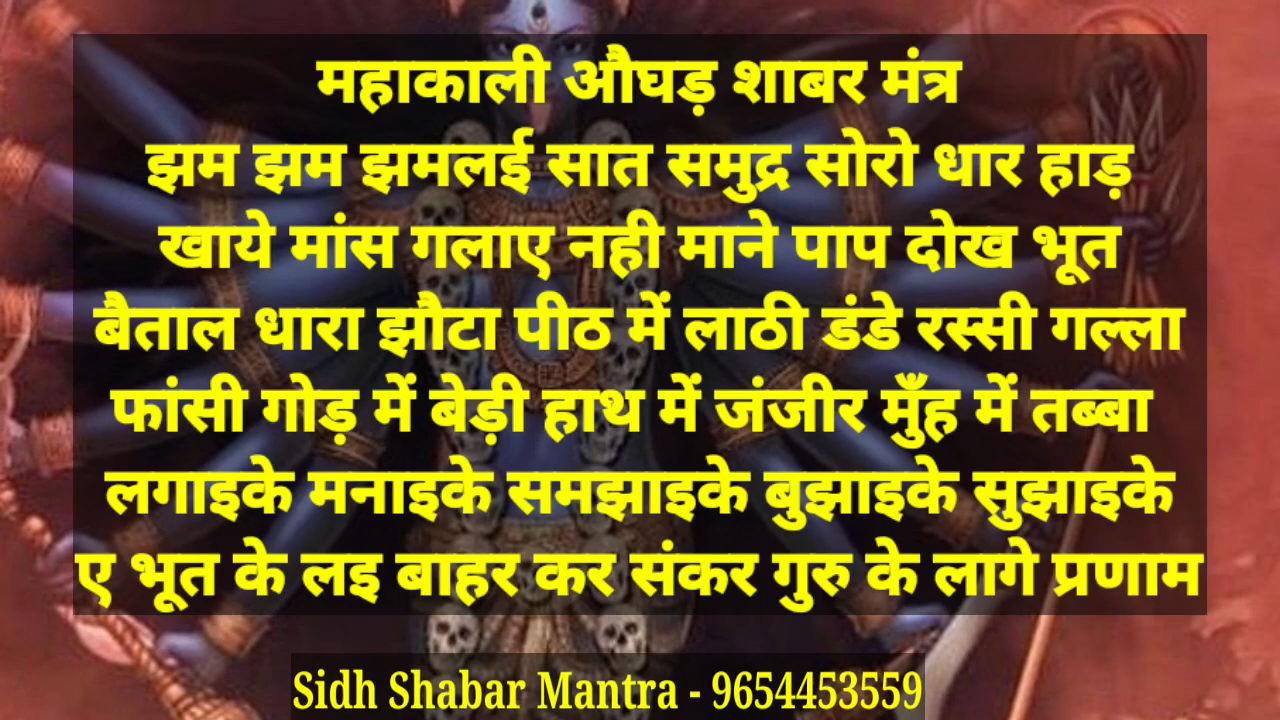 महाकाली औघड़ शाबर मंत्र
झम झम झमलई सात समुद्र सोरो धार हाड़
खाये मांस गलाए नही माने पाप दोख भूत
बैताल धारा झौटा पीठ में लाठी डंडे रस्सी गल्ला
फांसी गोड़ में बेड़ी हाथ में जंजीर मुँह में तब्बा
लगाइके मनाइके समझाइके बुझाइके सुझाइके
ए भूत के लइ बाहर कर संकर गुरु के लागे प्रणाम
Sidh Shabar Mantra - 9654453559